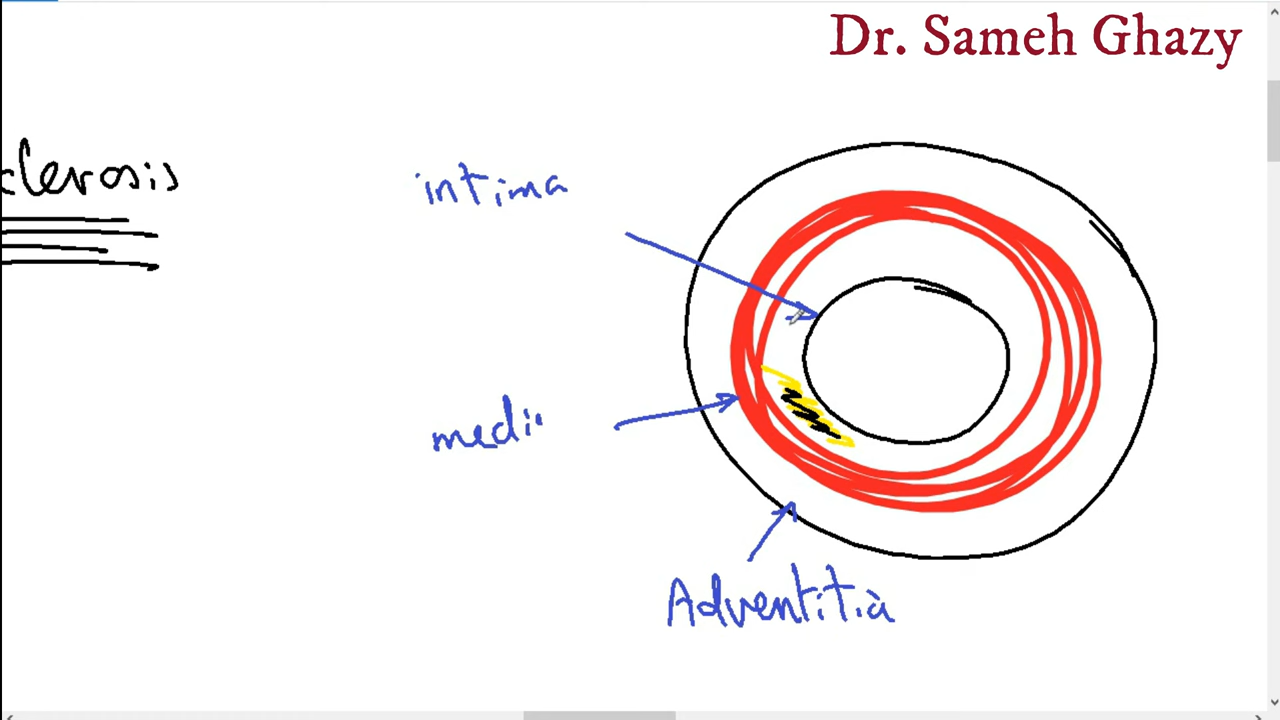 Dr. Sameh Ghazy
clerosis
intima
medi
Adventitia